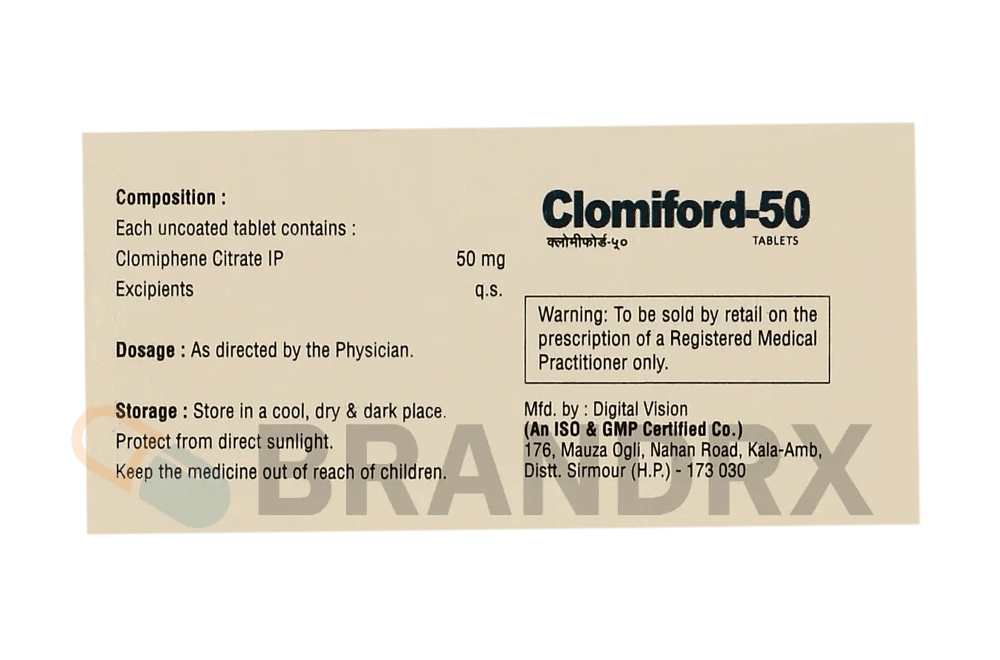 Composition :
Each uncoated tablet contains :
Clomiphene Citrate IP 50 mg
Excipients q.s.
Dosage : As directed by the Physician.
Storage : Store in a cool, dry & dark place.
Protect from direct sunlight.
Keep the medicine out of reach of children.
Clomiford-50
क्लोमीफोर्ड-५०
TABLETS
Warning: To be sold by retail on the
prescription of a Registered Medical
Practitioner only.
Mfd. by : Digital Vision
(An ISO & GMP Certified Co.)
176, Mauza Ogli, Nahan Road, Kala-Amb,
Distt. Sirmour (H.P.) - 173 030
BRANDRX